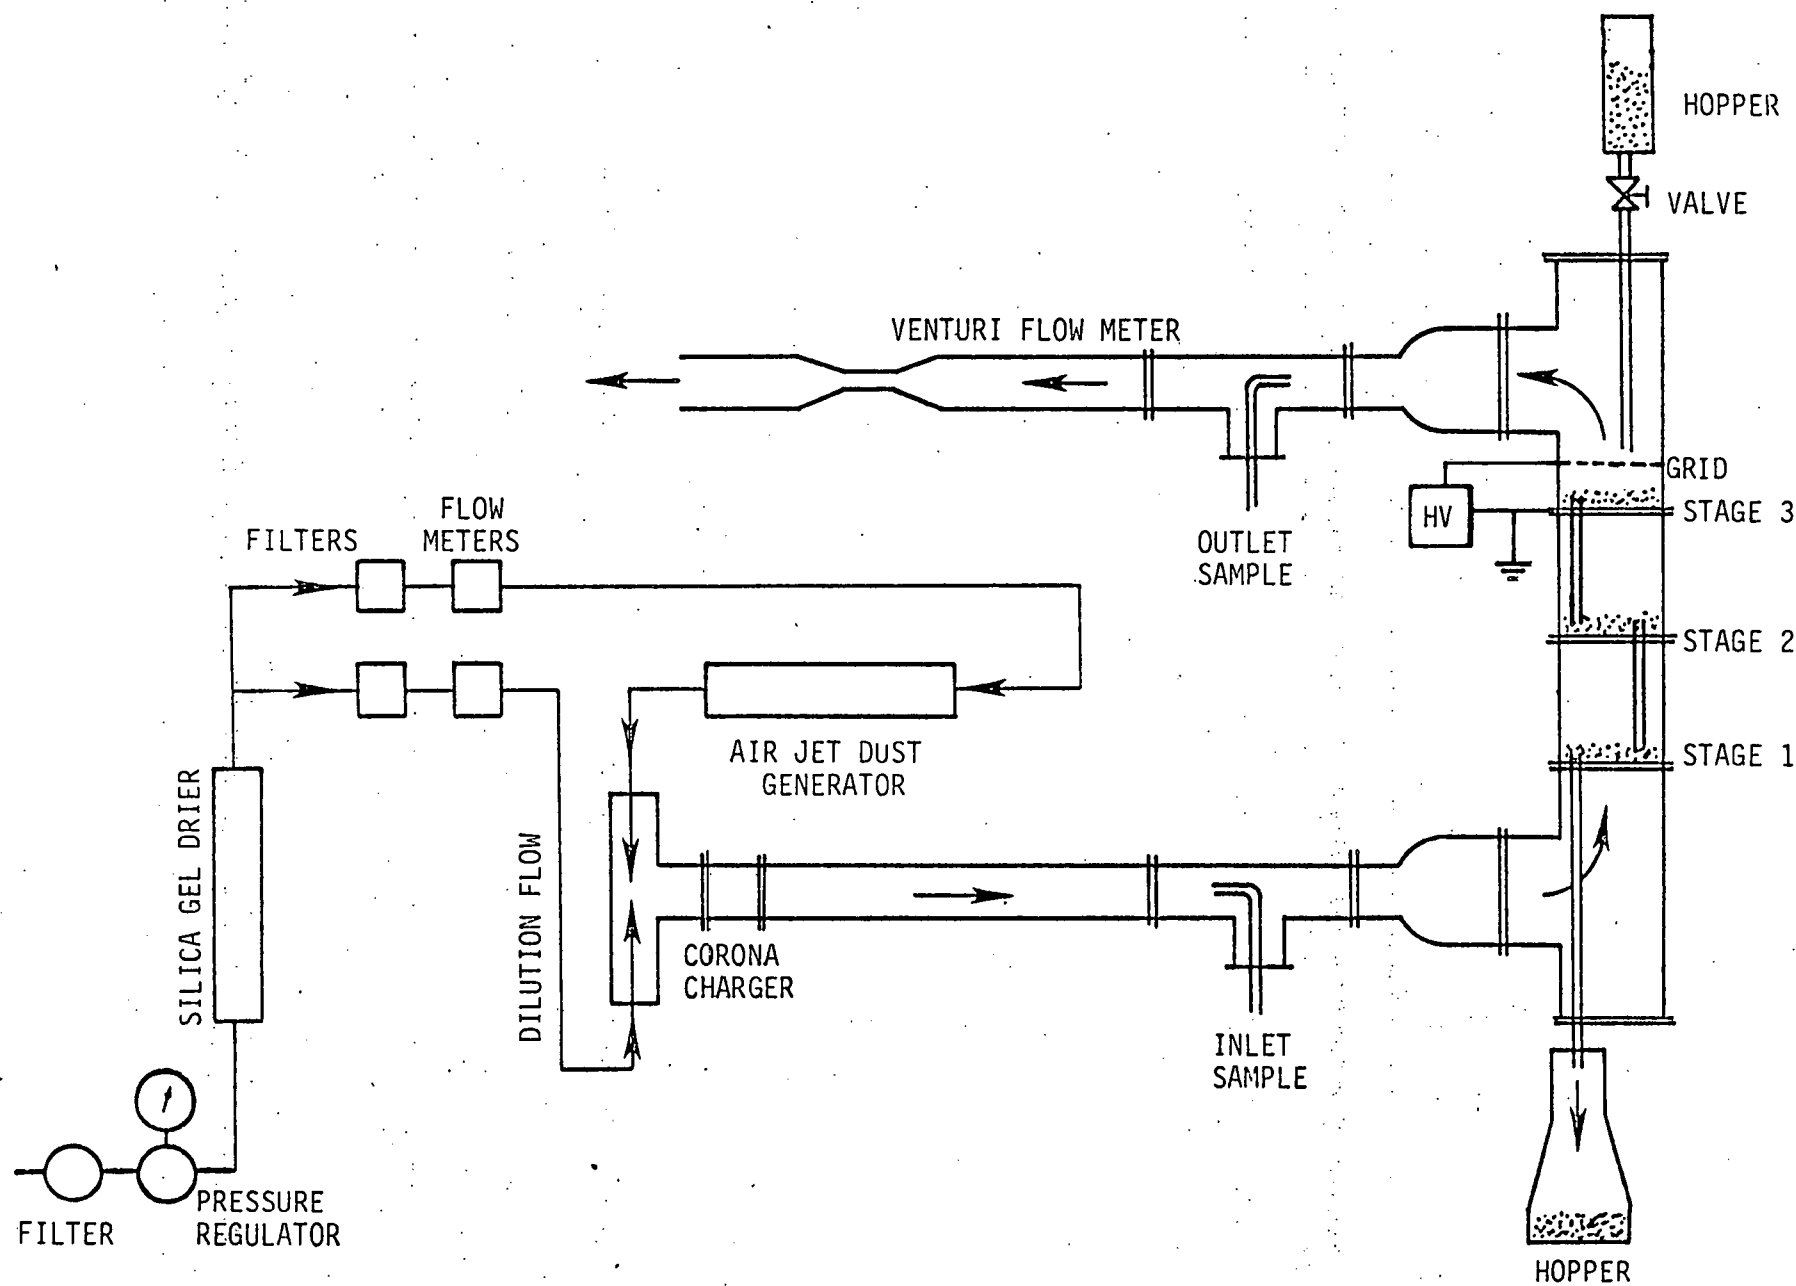 HOPPER
VALVE
VENTURI FLOW METER
GRID
STAGE 3
HV
FLOW
METERS
FILTERS
OUTLET
SAMPLE
STAGE 2
STAGE 1
AIR JET DUST
GENERATOR
SILICA GEL DRIER
DILUTION FLOW
CORONA
CHARGER
INLET
SAMPLE
PRESSURE
REGULATOR
FILTER
HOPPER